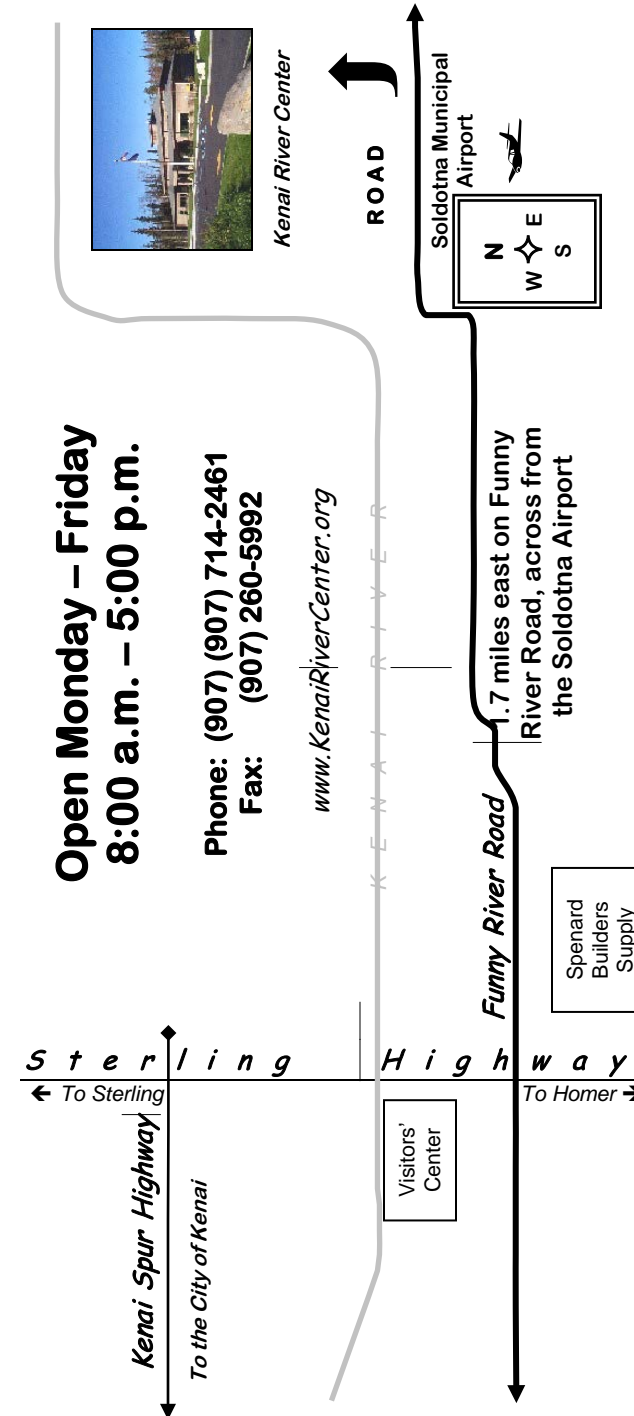 Open Monday – Friday
8:00 a.m. – 5:00 p.m.
Phone: (907) (907) 714-2461
Fax: (907) 260-5992
www.KenaiRiverCenter.org
Kenai River Center
ROAD
Soldotna Municipal
Airport
N
W E
S
KENAI RIVER
1.7 miles east on Funny
River Road, across from
the Soldotna Airport
Funny River Road
Spenard
Builders
Supply
Sterling Highway
← To Sterling
To Homer →
Kenai Spur Highway
To the City of Kenai
Visitors'
Center